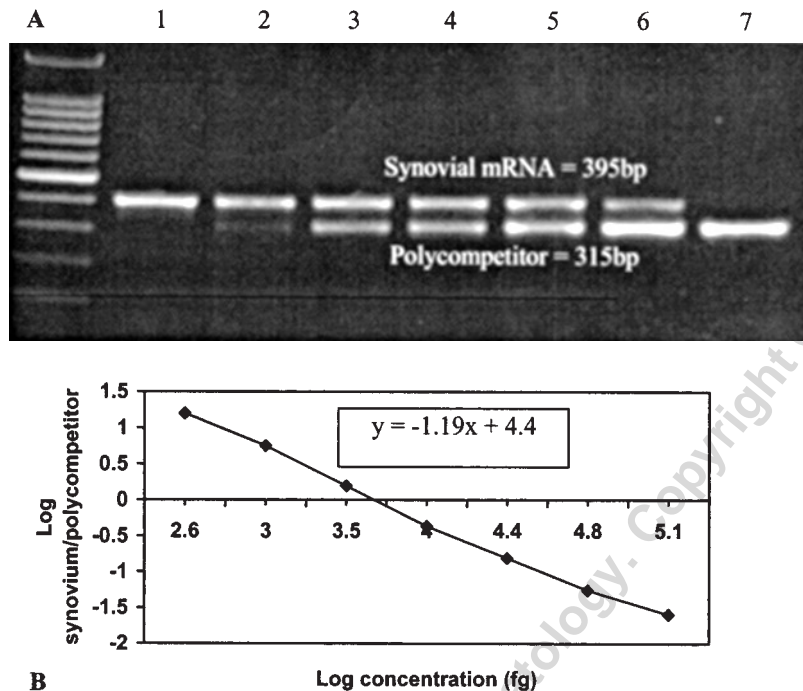 A 1 2 3 4 5 6 7
Synovial mRNA = 395bp
Polycompetitor = 315bp
1.5
1
0.5
0
-0.5
-1
-1.5
-2
y = -1.19x + 4.4
2.6 3 3.5 4 4.4 4.8 5.1
Log
synovium/polycompetitor
Log concentration (fg)
B
tology. Copyright